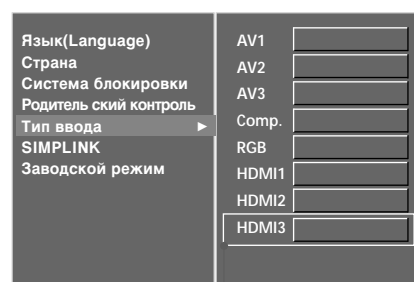 Язык(Language)
Страна
Система блокировки
Родитель ский контроль
Тип ввода ►
SIMPLINK
Заводской режим
AV1
AV2
AV3
Comp.
RGB
HDMI1
HDMI2
HDMI3